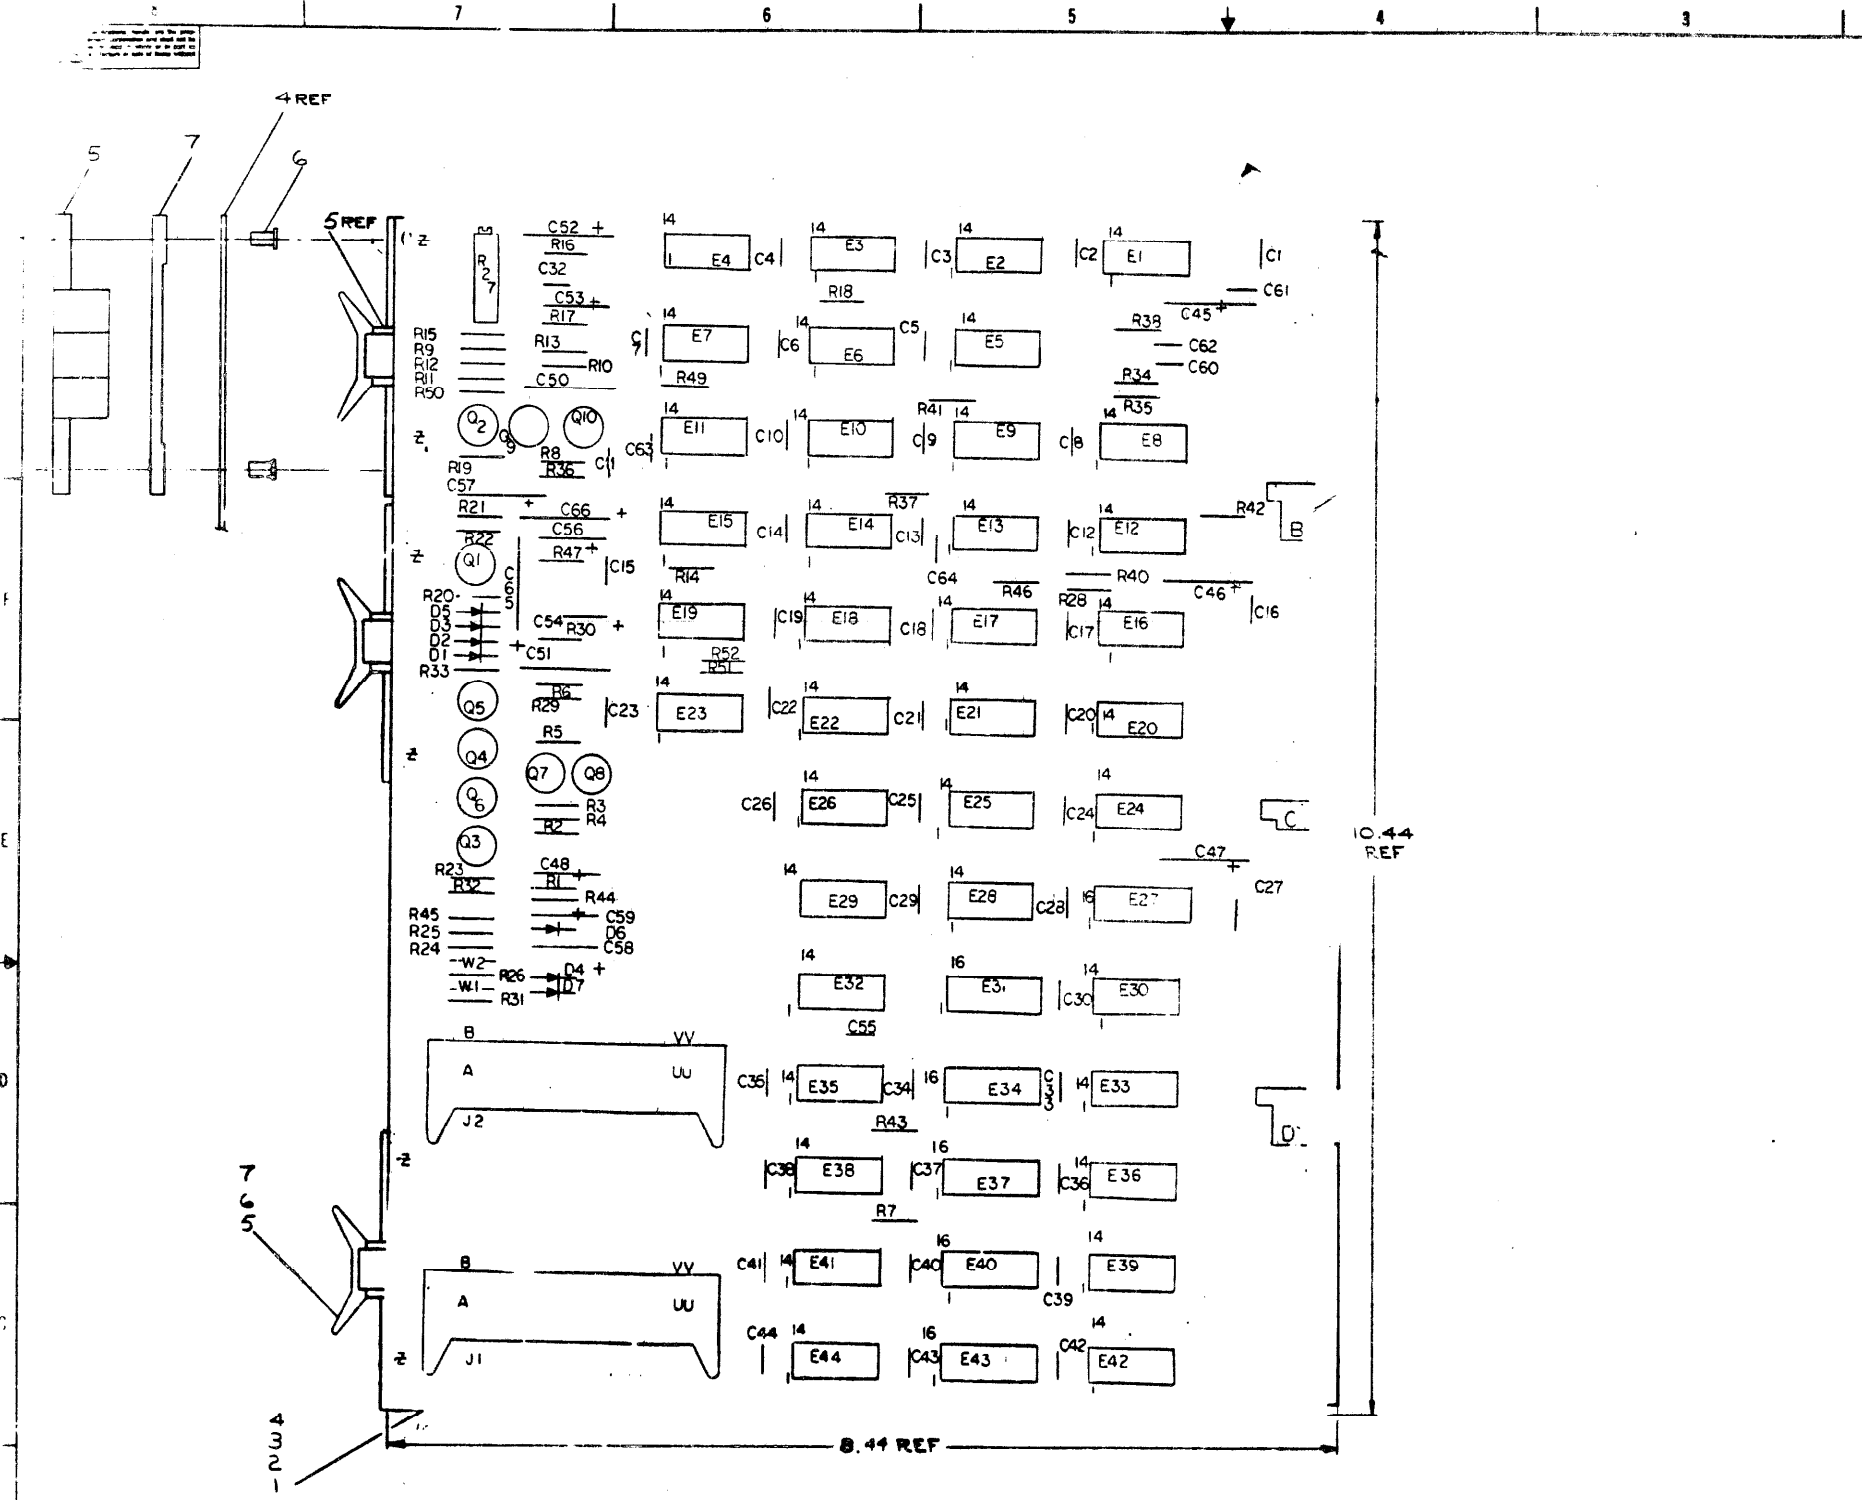 7 6 5 4 3
4 REF
5 7 6
5 REF
Z C52 + 14 14 14 14
R27 R16 E4 C4 E3 C3 E2 C2 E1 C1
1
C32
C53 + R18 C61
R17 C45 +
R15 14 14 C5 14 R38
R9 R13 C7 E7 C6 E6 E5 C62
R12 R10 C60
R11 C50 R49 R34
R50 R41 R35
Q2 Q9 Q10 14 14 14 14
Z C63 E11 C10 E10 C9 E9 C8 E8
R19 R8 C11
R36
C57 + R37 R42 B
R21 C66 + 14 14 14 14
R22 C56 E15 C14 E14 C13 E13 C12 E12
Z Q1 R47 + C15
C65 R14 C64 R46 R40 C46 +
R20 R28 C16
D5 14 14 14 14
D3 C54 + E19 C19 E18 C18 E17 C17 E16
D2 R30
D1 + C51 R52
R33 R51
R6 14 14 14 14
Q5 R29 C23 E23 C22 E22 C21 E21 C20 E20
R5
Z Q4
Q7 Q8 14 14 14
Q6 R3 C26 E26 C25 E25 C24 E24 C
R4
R2 10.44
REF
Q3 C47 +
R23 C48 + 14 14
R32 R1 E29 C29 E28 C28 16 E27 C27
R44
R45 + C59
R25 D6
R24 C58 14 16 14
W2 D4 +
R26 E32 E31 C30 E30
W1 D7
R31
C55
B VV
A UU C35 14 E35 C34 16 E34 C33 14 E33
J2 R43 D
Z 14 16 14
7 C38 E38 C37 E37 C36 E36
6 R7
5 16 14
B VV C41 14 E41 C40 E40 E39
A UU C39
C44 14 16 C42 14
Z J1 E44 C43 E43 E42
4
3 8.44 REF
2
1
F
E
D